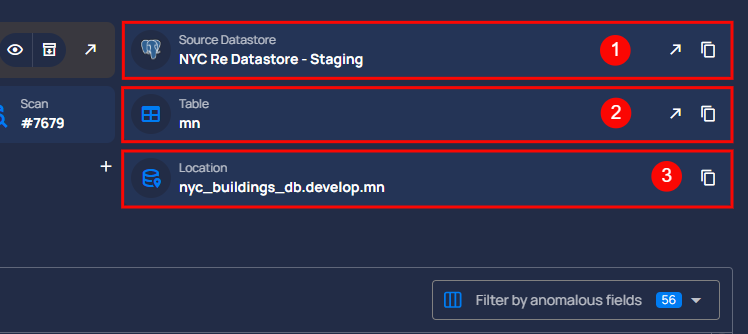 Source Datastore
NYC Re Datastore - Staging
1
Scan
#7679
Table
mn
2
Location
nyc_buildings_db.develop.mn
3
Filter by anomalous fields 56